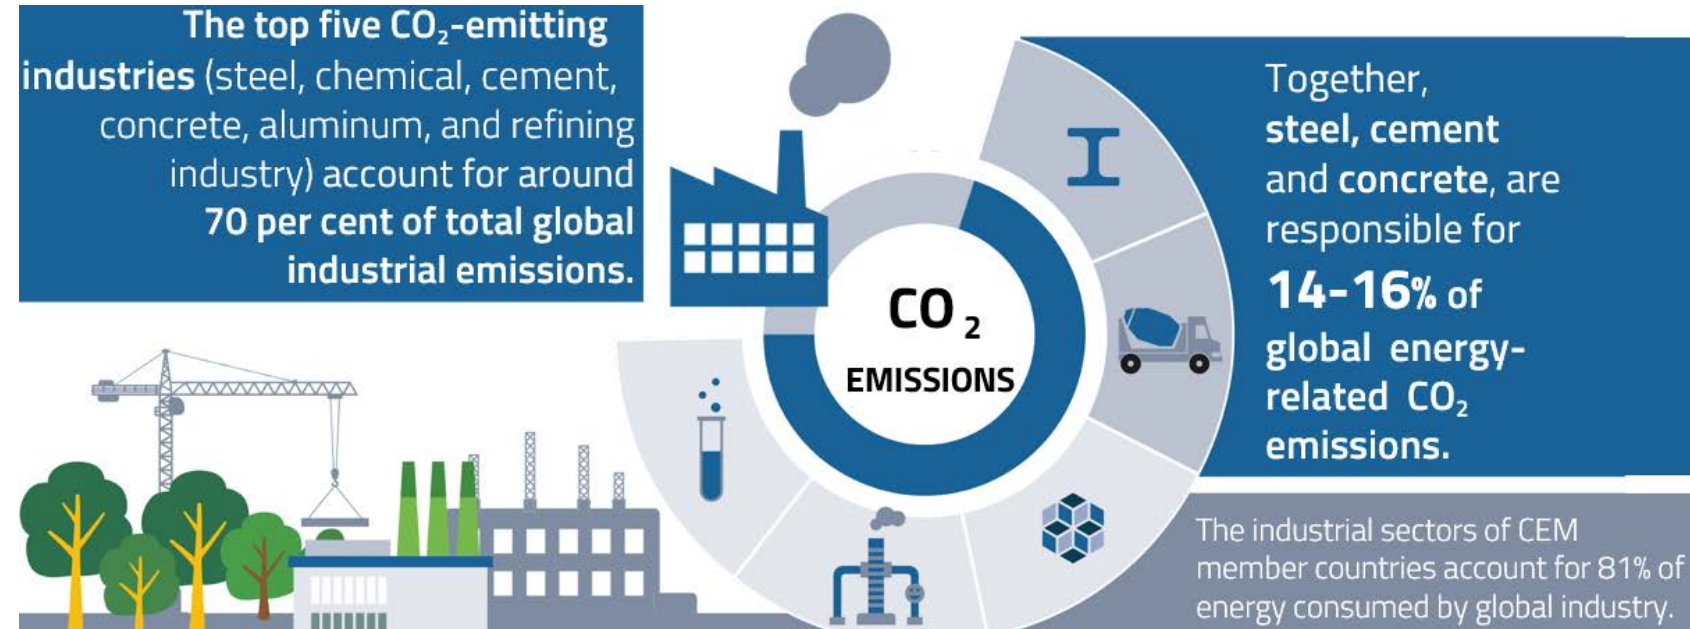 The top five CO₂-emitting
industries (steel, chemical, cement,
concrete, aluminum, and refining
industry) account for around
70 per cent of total global
industrial emissions.
CO₂
EMISSIONS
Together,
steel, cement
and concrete, are
responsible for
14-16% of
global energy-
related CO₂
emissions.
The industrial sectors of CEM
member countries account for 81% of
energy consumed by global industry.